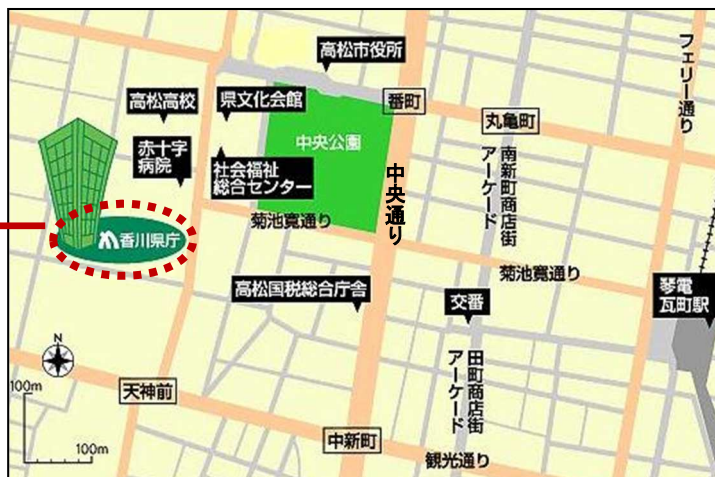 高松市役所
フェリー通り
高松高校
県文化会館
番町
丸亀町
赤十字
病院
中央公園
社会福祉
総合センター
中央通り
南新町商店街
アーケード
菊池寛通り
香川県庁
菊池寛通り
高松国税総合庁舎
交番
琴電
瓦町駅
N
田町商店街
アーケード
100m
天神前
100m
中新町
観光通り